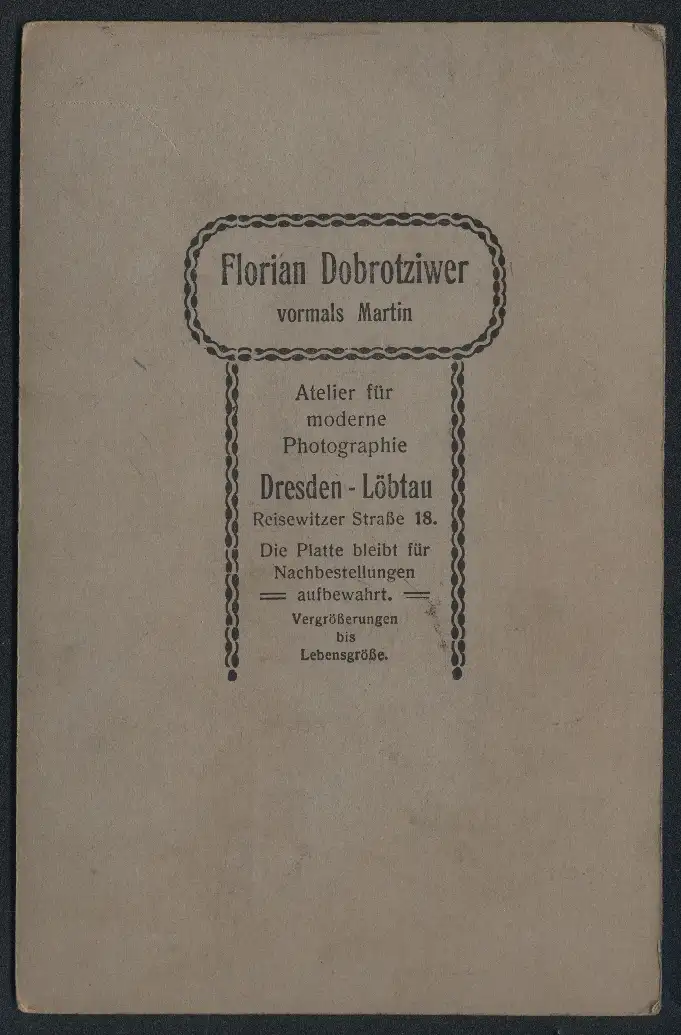 Florian Dobrotziwer
vormals Martin
Atelier für
moderne
Photographie
Dresden - Löbtau
Reisewitzer Straße 18.
Die Platte bleibt für
Nachbestellungen
aufbewahrt.
Vergrößerungen
bis
Lebensgröße.